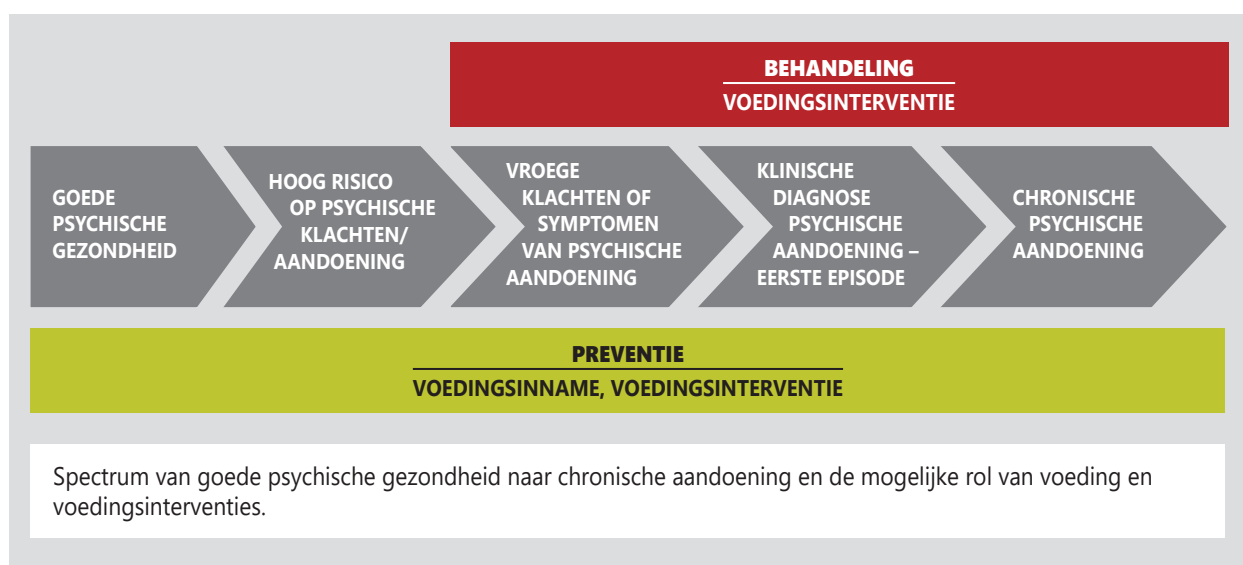 BEHANDELING
VOEDINGSINTERVENTIE
GOEDE
PSYCHISCHE
GEZONDHEID
HOOG RISICO
OP PSYCHISCHE
KLACHTEN/
AANDOENING
VROEGE
KLACHTEN OF
SYMPTOMEN
VAN PSYCHISCHE
AANDOENING
KLINISCHE
DIAGNOSE
PSYCHISCHE
AANDOENING –
EERSTE EPISODE
CHRONISCHE
PSYCHISCHE
AANDOENING
PREVENTIE
VOEDINGSINNAME, VOEDINGSINTERVENTIE
Spectrum van goede psychische gezondheid naar chronische aandoening en de mogelijke rol van voeding en
voedingsinterventies.